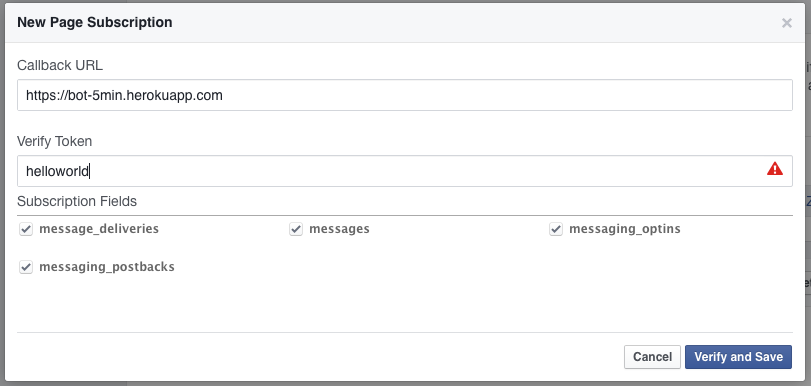 New Page Subscription
Callback URL
https://bot-5min.herokuapp.com
Verify Token
helloworld
Subscription Fields
message_deliveries messages messaging_optins
messaging_postbacks
Cancel Verify and Save